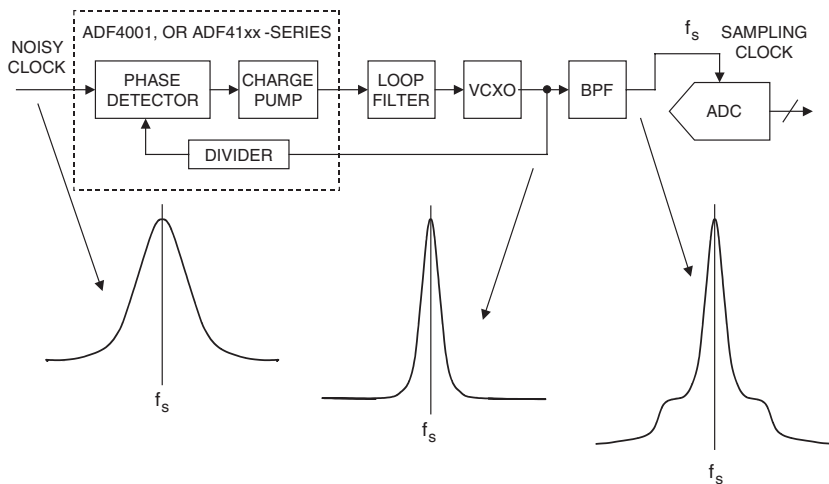 ADF4001, OR ADF41xx -SERIES
NOISY
CLOCK
PHASE
DETECTOR
CHARGE
PUMP
LOOP
FILTER
VCXO
BPF
fs
SAMPLING
CLOCK
ADC
DIVIDER
fs
fs
fs